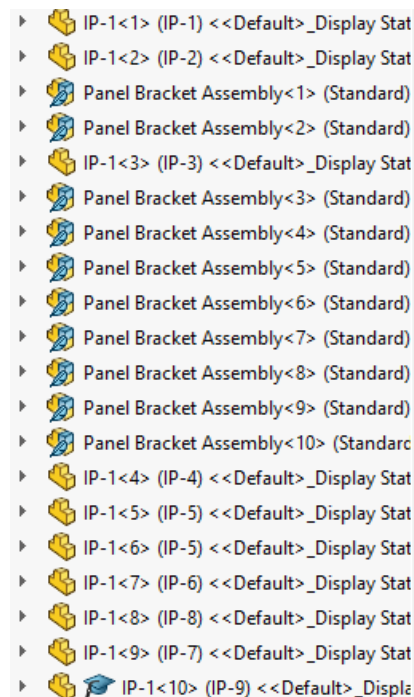 IP-1<1> (IP-1) <<Default>_Display Stat
IP-1<2> (IP-2) <<Default>_Display Stat
Panel Bracket Assembly<1> (Standard)
Panel Bracket Assembly<2> (Standard)
IP-1<3> (IP-3) <<Default>_Display Stat
Panel Bracket Assembly<3> (Standard)
Panel Bracket Assembly<4> (Standard)
Panel Bracket Assembly<5> (Standard)
Panel Bracket Assembly<6> (Standard)
Panel Bracket Assembly<7> (Standard)
Panel Bracket Assembly<8> (Standard)
Panel Bracket Assembly<9> (Standard)
Panel Bracket Assembly<10> (Standarc
IP-1<4> (IP-4) <<Default>_Display Stat
IP-1<5> (IP-5) <<Default>_Display Stat
IP-1<6> (IP-5) <<Default>_Display Stat
IP-1<7> (IP-6) <<Default>_Display Stat
IP-1<8> (IP-8) <<Default>_Display Stat
IP-1<9> (IP-7) <<Default>_Display Stat
IP-1<10> (IP-9) <<Default>_Displa